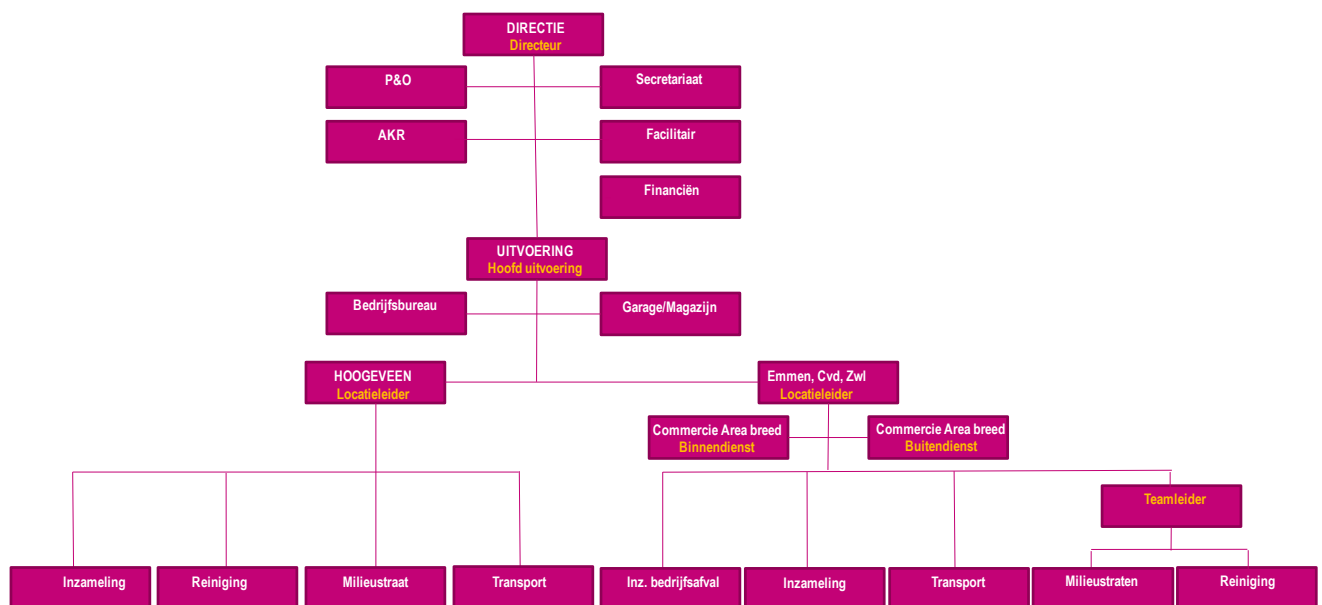 DIRECTIE
Directeur
P&O
Secretariaat
AKR
Facilitair
Financiën
UITVOERING
Hoofd uitvoering
Bedrijfsbureau
Garage/Magazijn
HOOGEVEEN
Locatieleider
Emmen, Cvd, Zwl
Locatieleider
Commercie Area breed
Binnendienst
Commercie Area breed
Buitendienst
Teamleider
Inzameling
Reiniging
Milieustraat
Transport
Inz. bedrijfsafval
Inzameling
Transport
Milieustraten
Reiniging